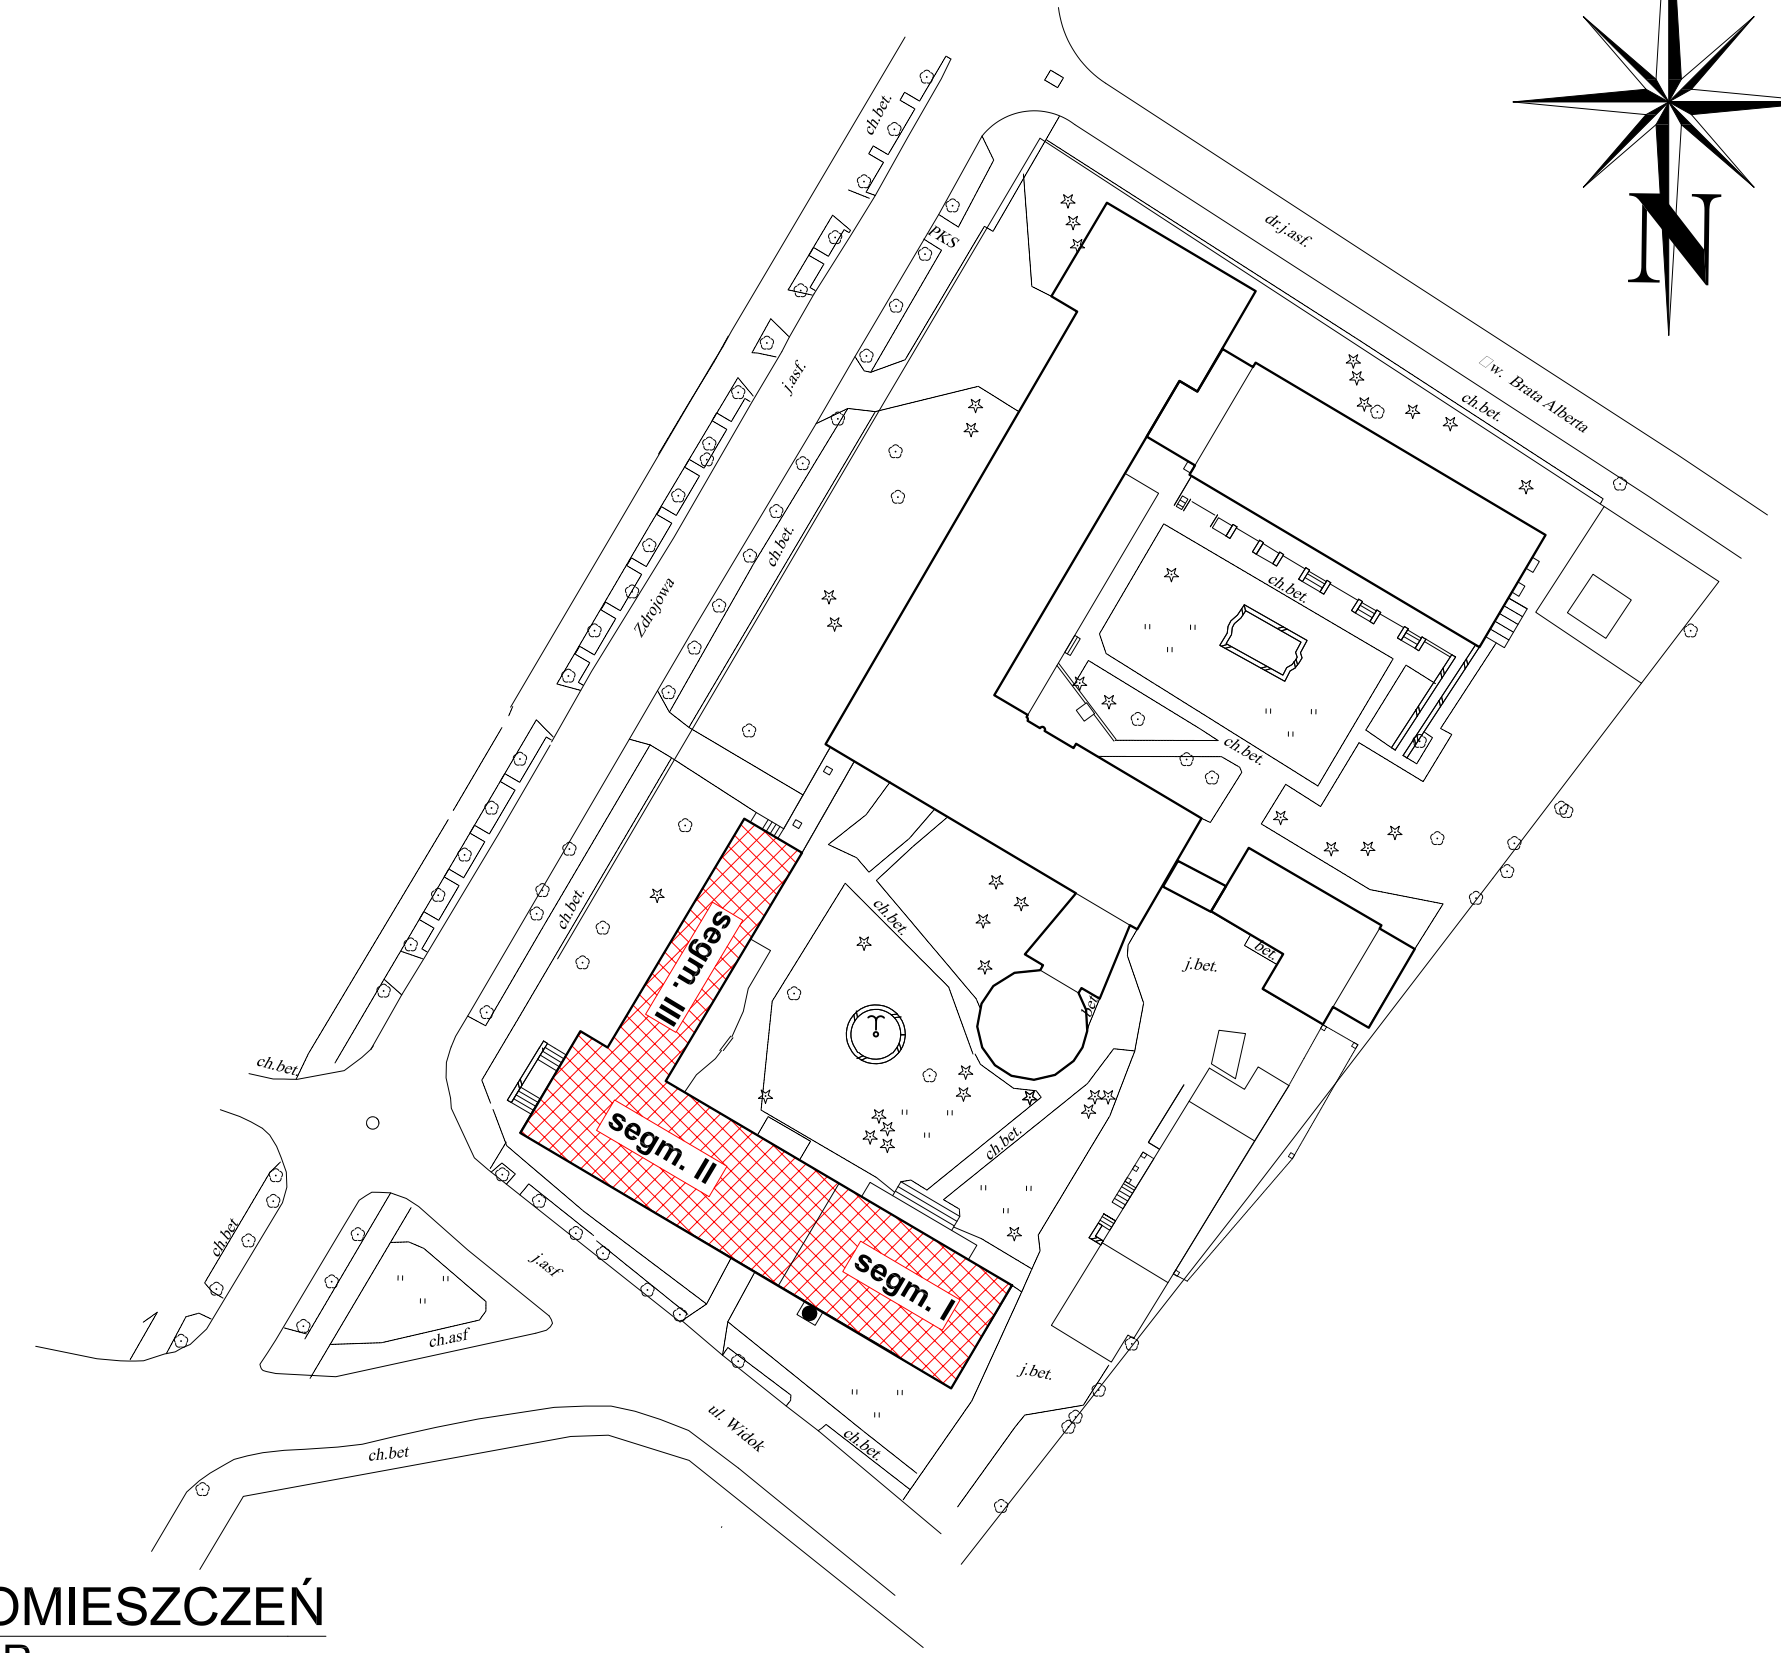 ch.bet.
PKS
dr.j.asf.
N
w. Brata Alberta
ch.bet.
j.asf.
ch.bet.
Zdrojowa
ch.bet.
ch.bet.
ch.bet.
ch.bet.
segm. III
bet.
j.bet.
bet.
ch.bet.
segm. II
ch.bet.
ch.bet
j.asf
segm. I
ch.asf
j.bet.
ul. Widok
ch.bet.
ch.bet
OMIESZCZEŃ